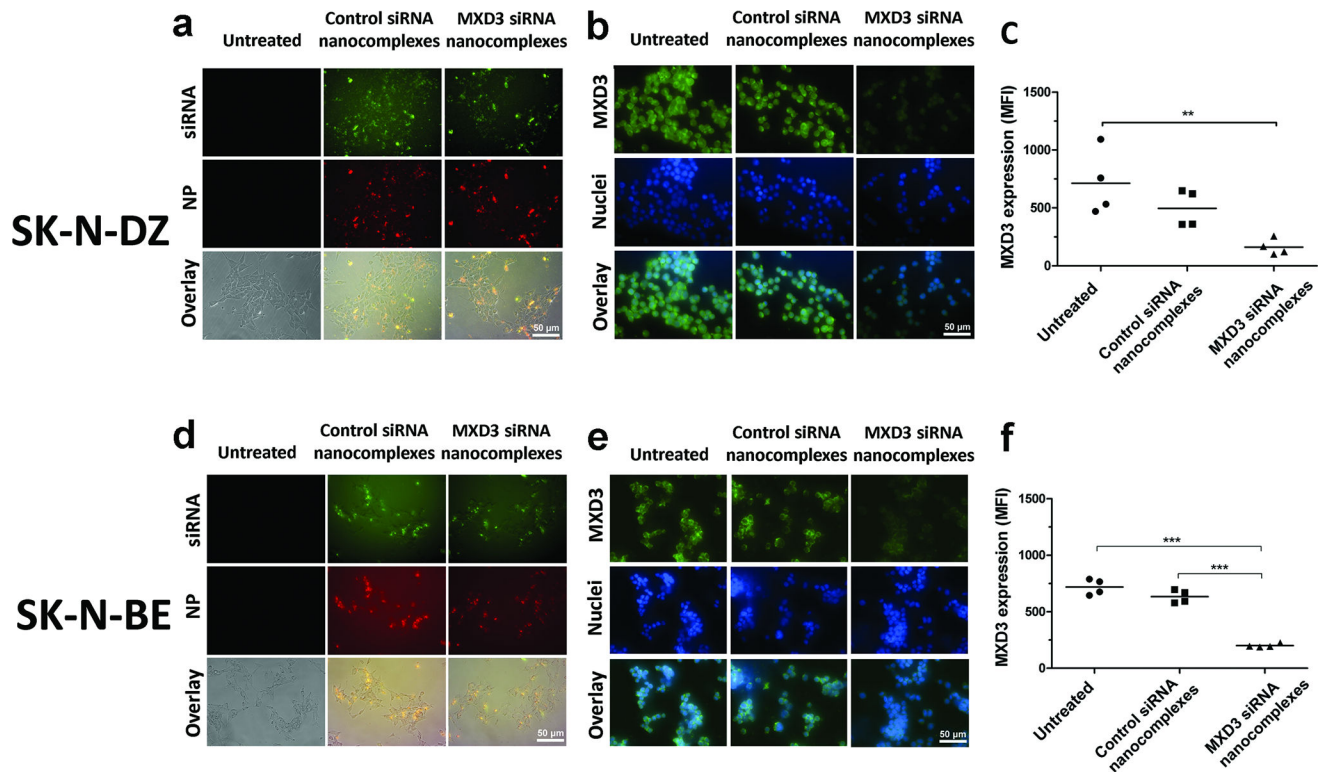 SK-N-DZ
a
Untreated
Control siRNA
nanocomplexes
MXD3 siRNA
nanocomplexes
siRNA
NP
Overlay
50 µm
b
Untreated
Control siRNA
nanocomplexes
MXD3 siRNA
nanocomplexes
MXD3
Nuclei
Overlay
50 µm
c
MXD3 expression (MFI)
1500
1000
500
0
**
Untreated
Control siRNA
nanocomplexes
MXD3 siRNA
nanocomplexes
SK-N-BE
d
Untreated
Control siRNA
nanocomplexes
MXD3 siRNA
nanocomplexes
siRNA
NP
Overlay
50 µm
e
Untreated
Control siRNA
nanocomplexes
MXD3 siRNA
nanocomplexes
MXD3
Nuclei
Overlay
50 µm
f
MXD3 expression (MFI)
1500
1000
500
0
***
***
Untreated
Control siRNA
nanocomplexes
MXD3 siRNA
nanocomplexes